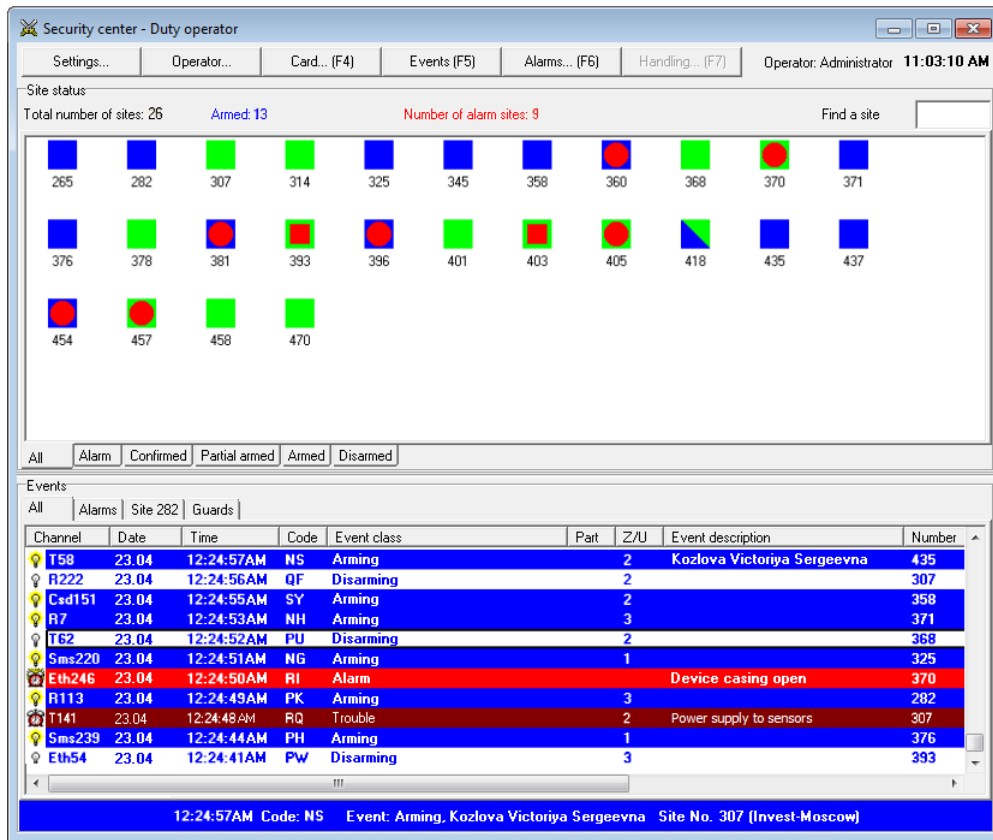 Security center - Duty operator
Settings... Operator... Card... (F4) Events (F5) Alarms... (F6) Handling... (F7) Operator: Administrator 11:03:10 AM
Site status
Total number of sites: 26 Armed: 13 Number of alarm sites: 9 Find a site
265 282 307 314 325 345 358 360 368 370 371
376 378 381 393 396 401 403 405 418 435 437
454 457 458 470
All Alarm Confirmed Partial armed Armed Disarmed
Events
All Alarms Site 282 Guards
Channel Date Time Code Event class Part Z/U Event description Number
T58 23.04 12:24:57AM NS Arming 2 Kozlova Victoriya Sergeevna 435
R222 23.04 12:24:56AM QF Disarming 2 307
Csd151 23.04 12:24:55AM SY Arming 2 358
R7 23.04 12:24:53AM NH Arming 3 371
T62 23.04 12:24:52AM PU Disarming 2 368
Sms220 23.04 12:24:51AM NG Arming 1 325
Eth246 23.04 12:24:50AM RI Alarm Device casing open 370
R113 23.04 12:24:49AM PK Arming 3 282
T141 23.04 12:24:48AM RQ Trouble 2 Power supply to sensors 307
Sms239 23.04 12:24:44AM PH Arming 1 376
Eth54 23.04 12:24:41AM PW Disarming 3 393
12:24:57AM Code: NS Event: Arming, Kozlova Victoriya Sergeevna Site No. 307 (Invest-Moscow)